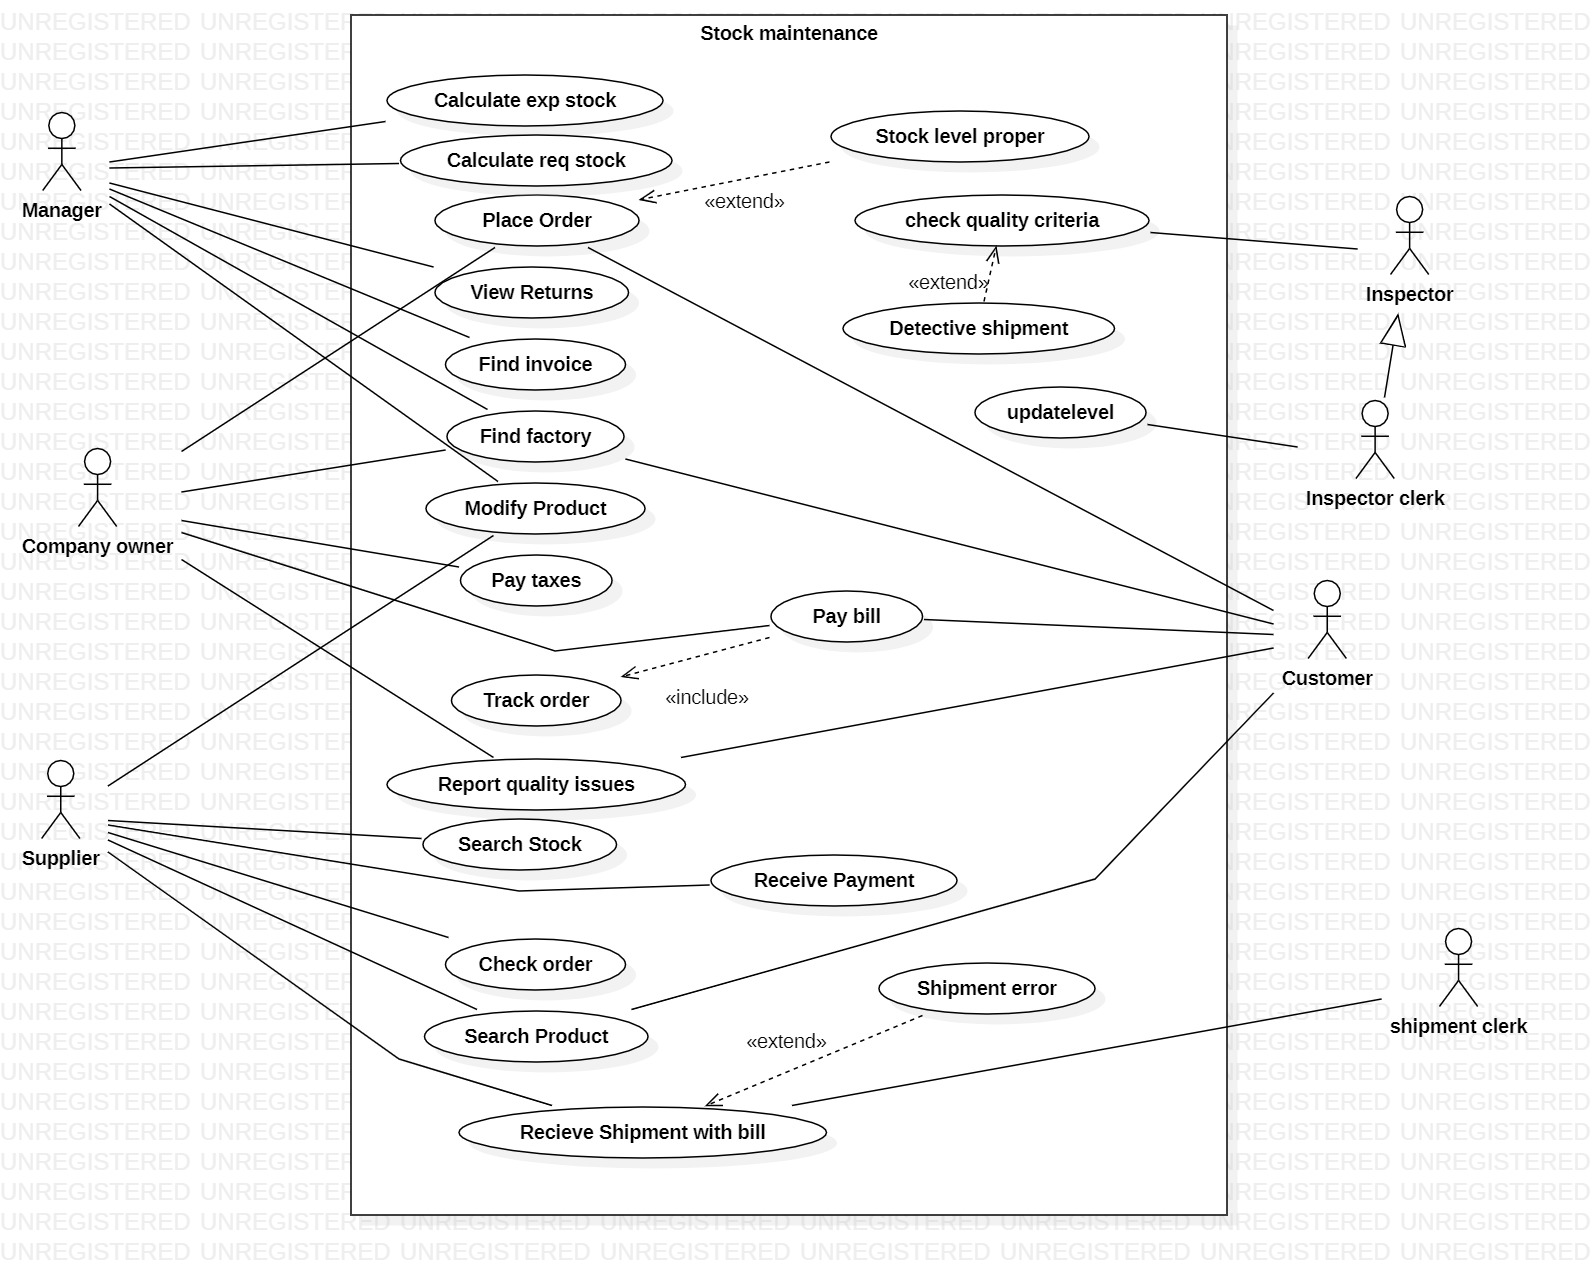 Stock maintenance
Calculate exp stock
Stock level proper
Calculate req stock
«extend»
Manager
Place Order
check quality criteria
«extend»
View Returns
Inspector
Detective shipment
Find invoice
updatelevel
Find factory
Inspector clerk
Modify Product
Company owner
Pay taxes
Pay bill
Track order
«include»
Customer
Report quality issues
Search Stock
Supplier
Receive Payment
Check order
Shipment error
shipment clerk
Search Product
«extend»
Recieve Shipment with bill
UNREGISTERED UNREGISTERED UNREGISTERED UNREGISTERED UNREGISTERED UNREGISTERED UNREGISTERED UNREGISTERED